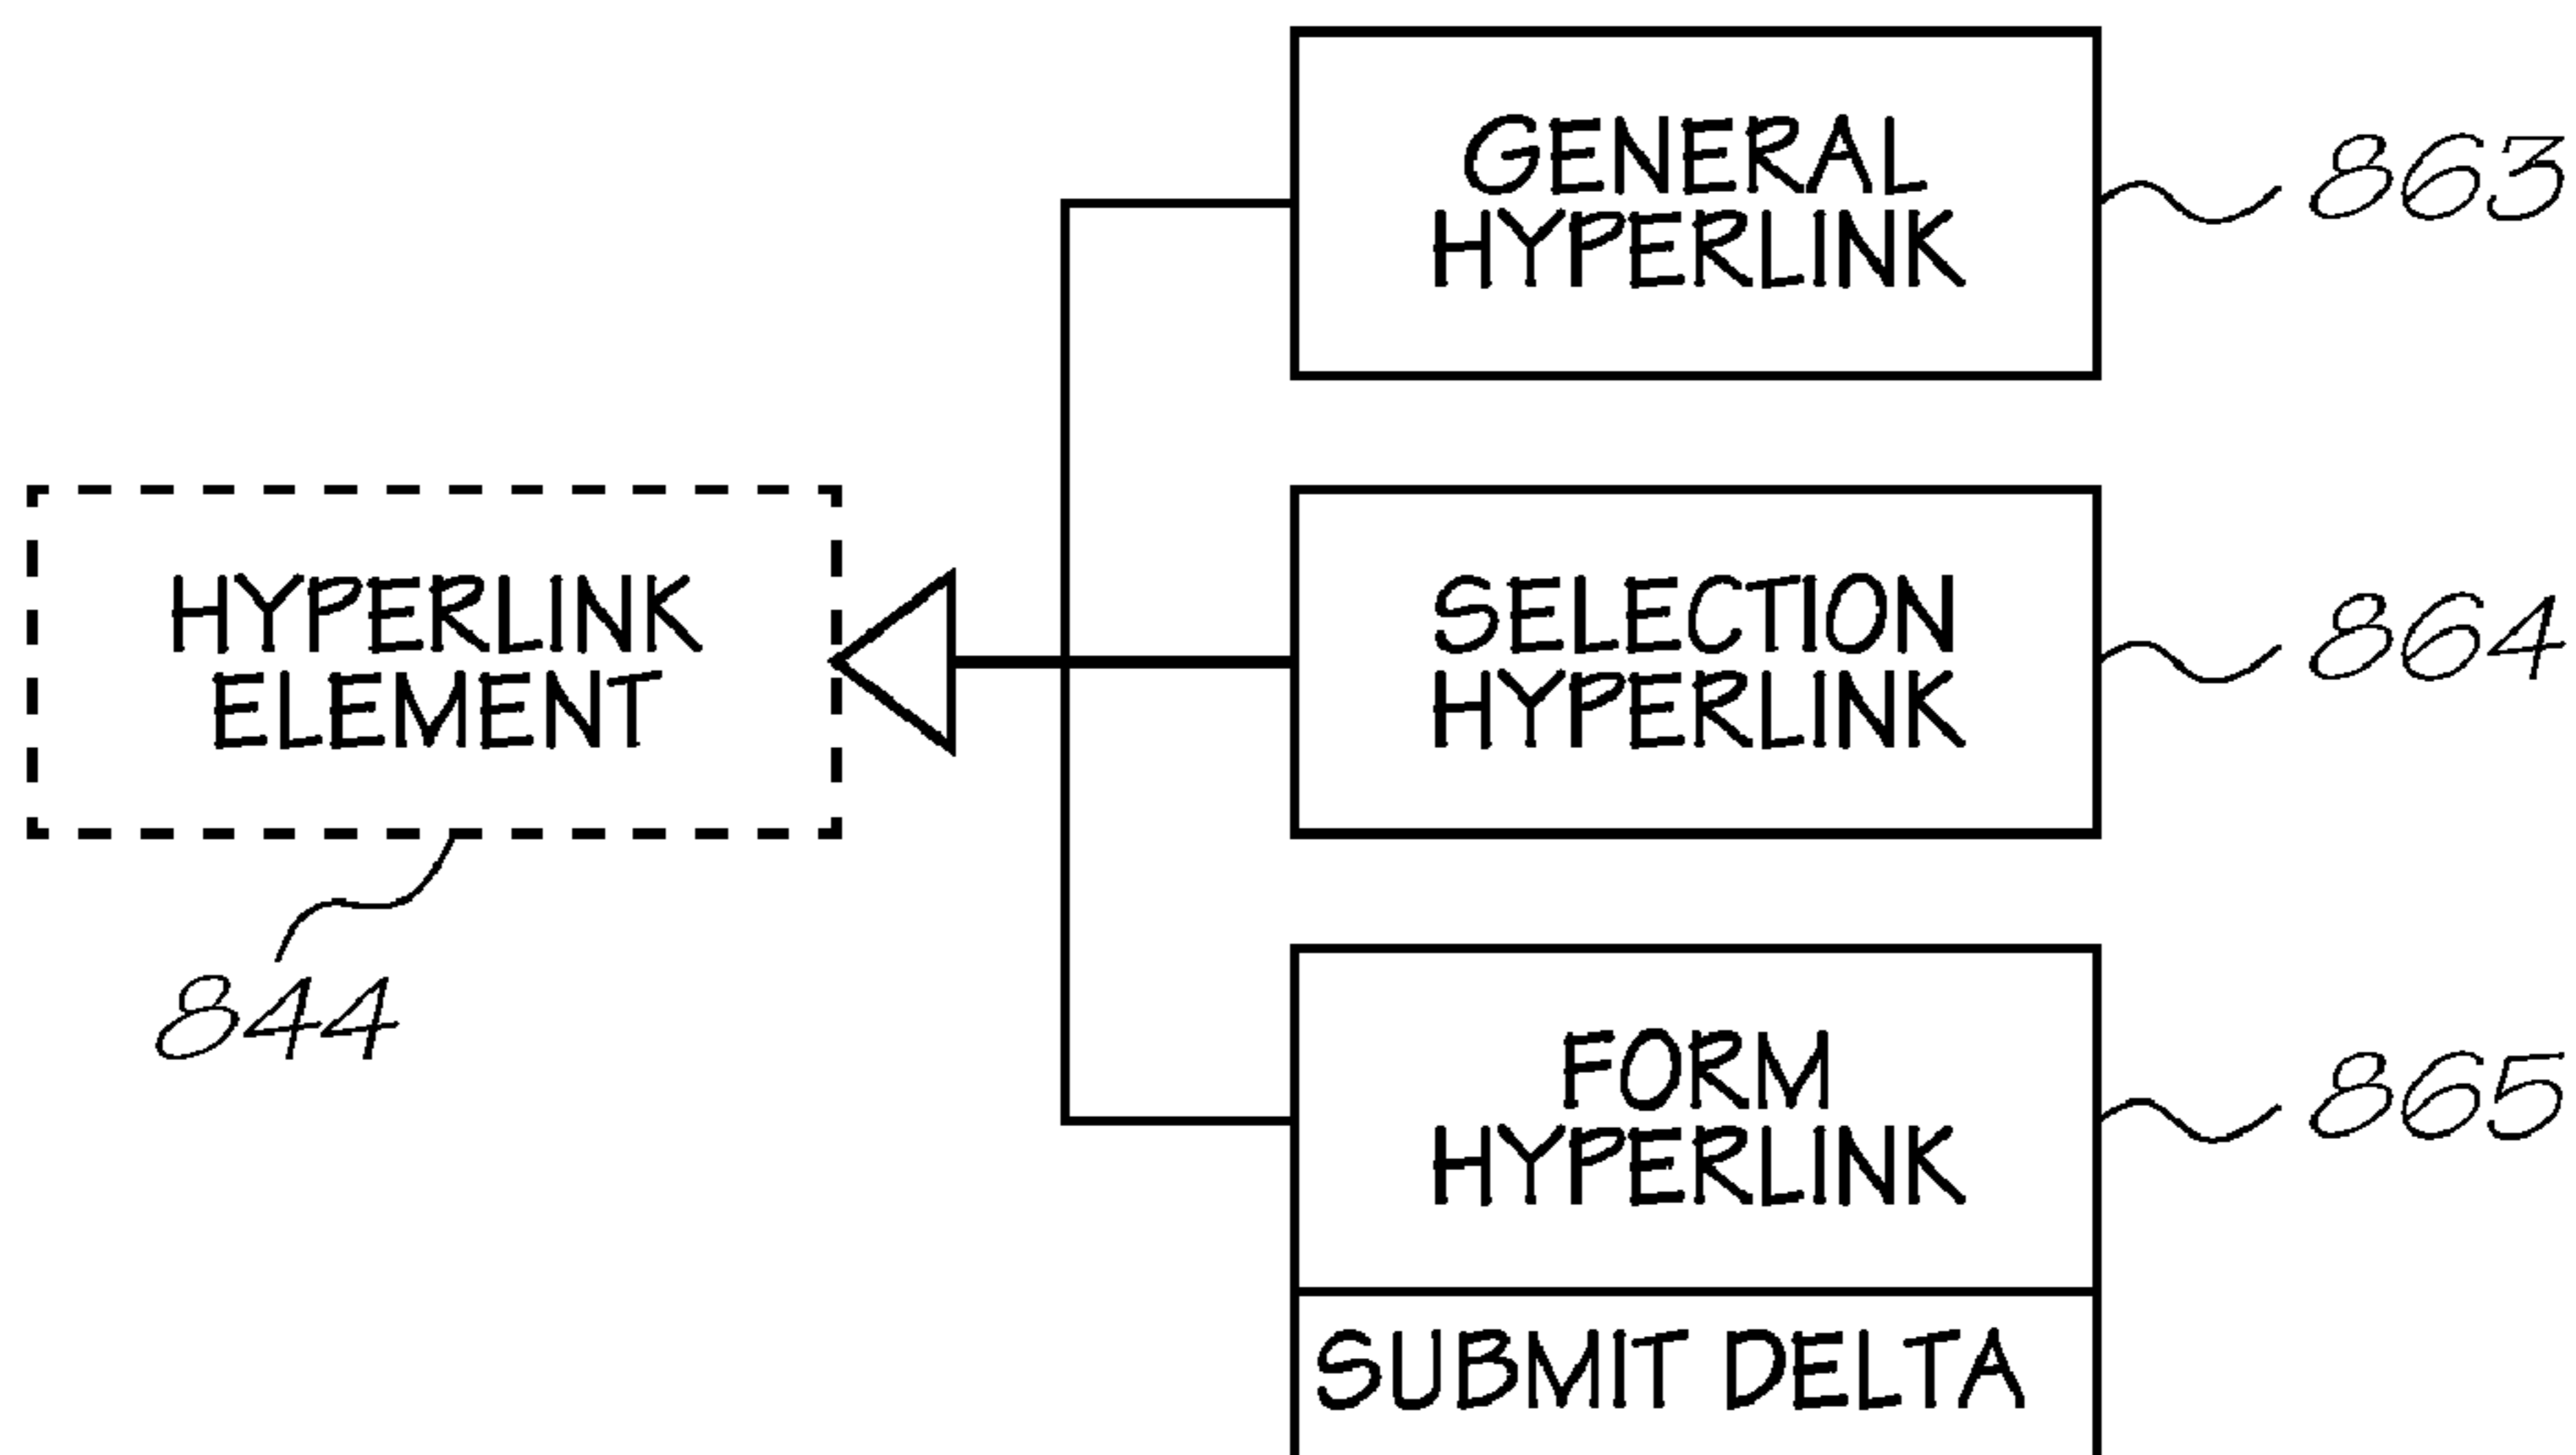 GENERAL
HYPERLINK
863
HYPERLINK
ELEMENT
844
SELECTION
HYPERLINK
864
FORM
HYPERLINK
865
SUBMIT DELTA